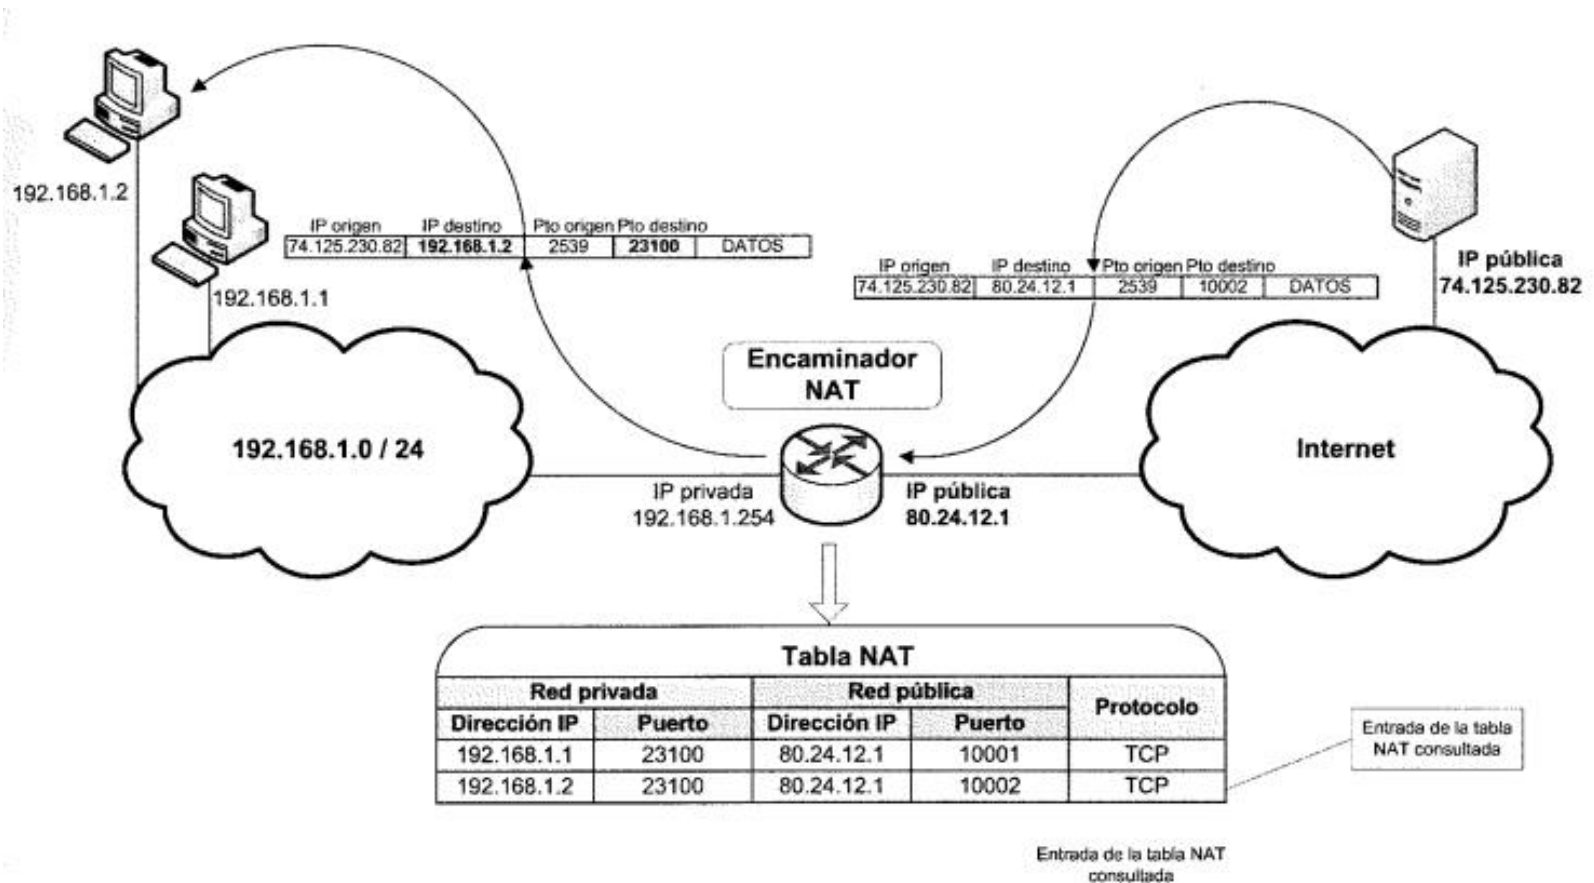 192.168.1.2
192.168.1.1
IP origen IP destino Pto origen Pto destino
74.125.230.82 192.168.1.2 2539 23100 DATOS
IP origen IP destino Pto origen Pto destino
74.125.230.82 80.24.12.1 2539 10002 DATOS
IP pública
74.125.230.82
Encaminador
NAT
192.168.1.0 / 24
Internet
IP privada
192.168.1.254
IP pública
80.24.12.1
Tabla NAT
Red privada Red pública Protocolo
Dirección IP Puerto Dirección IP Puerto
192.168.1.1 23100 80.24.12.1 10001 TCP
192.168.1.2 23100 80.24.12.1 10002 TCP
Entrada de la tabla
NAT consultada
Entrada de la tabla NAT
consultada